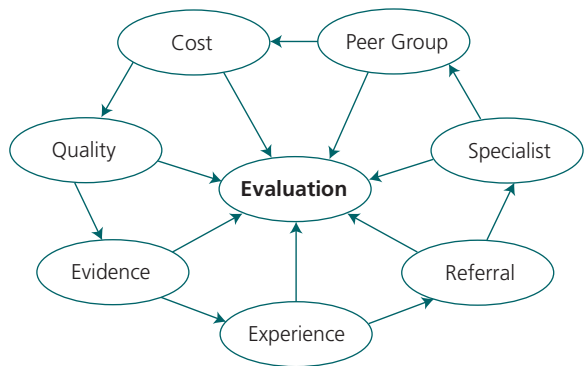 Cost
Peer Group
Quality
Specialist
Evaluation
Evidence
Referral
Experience